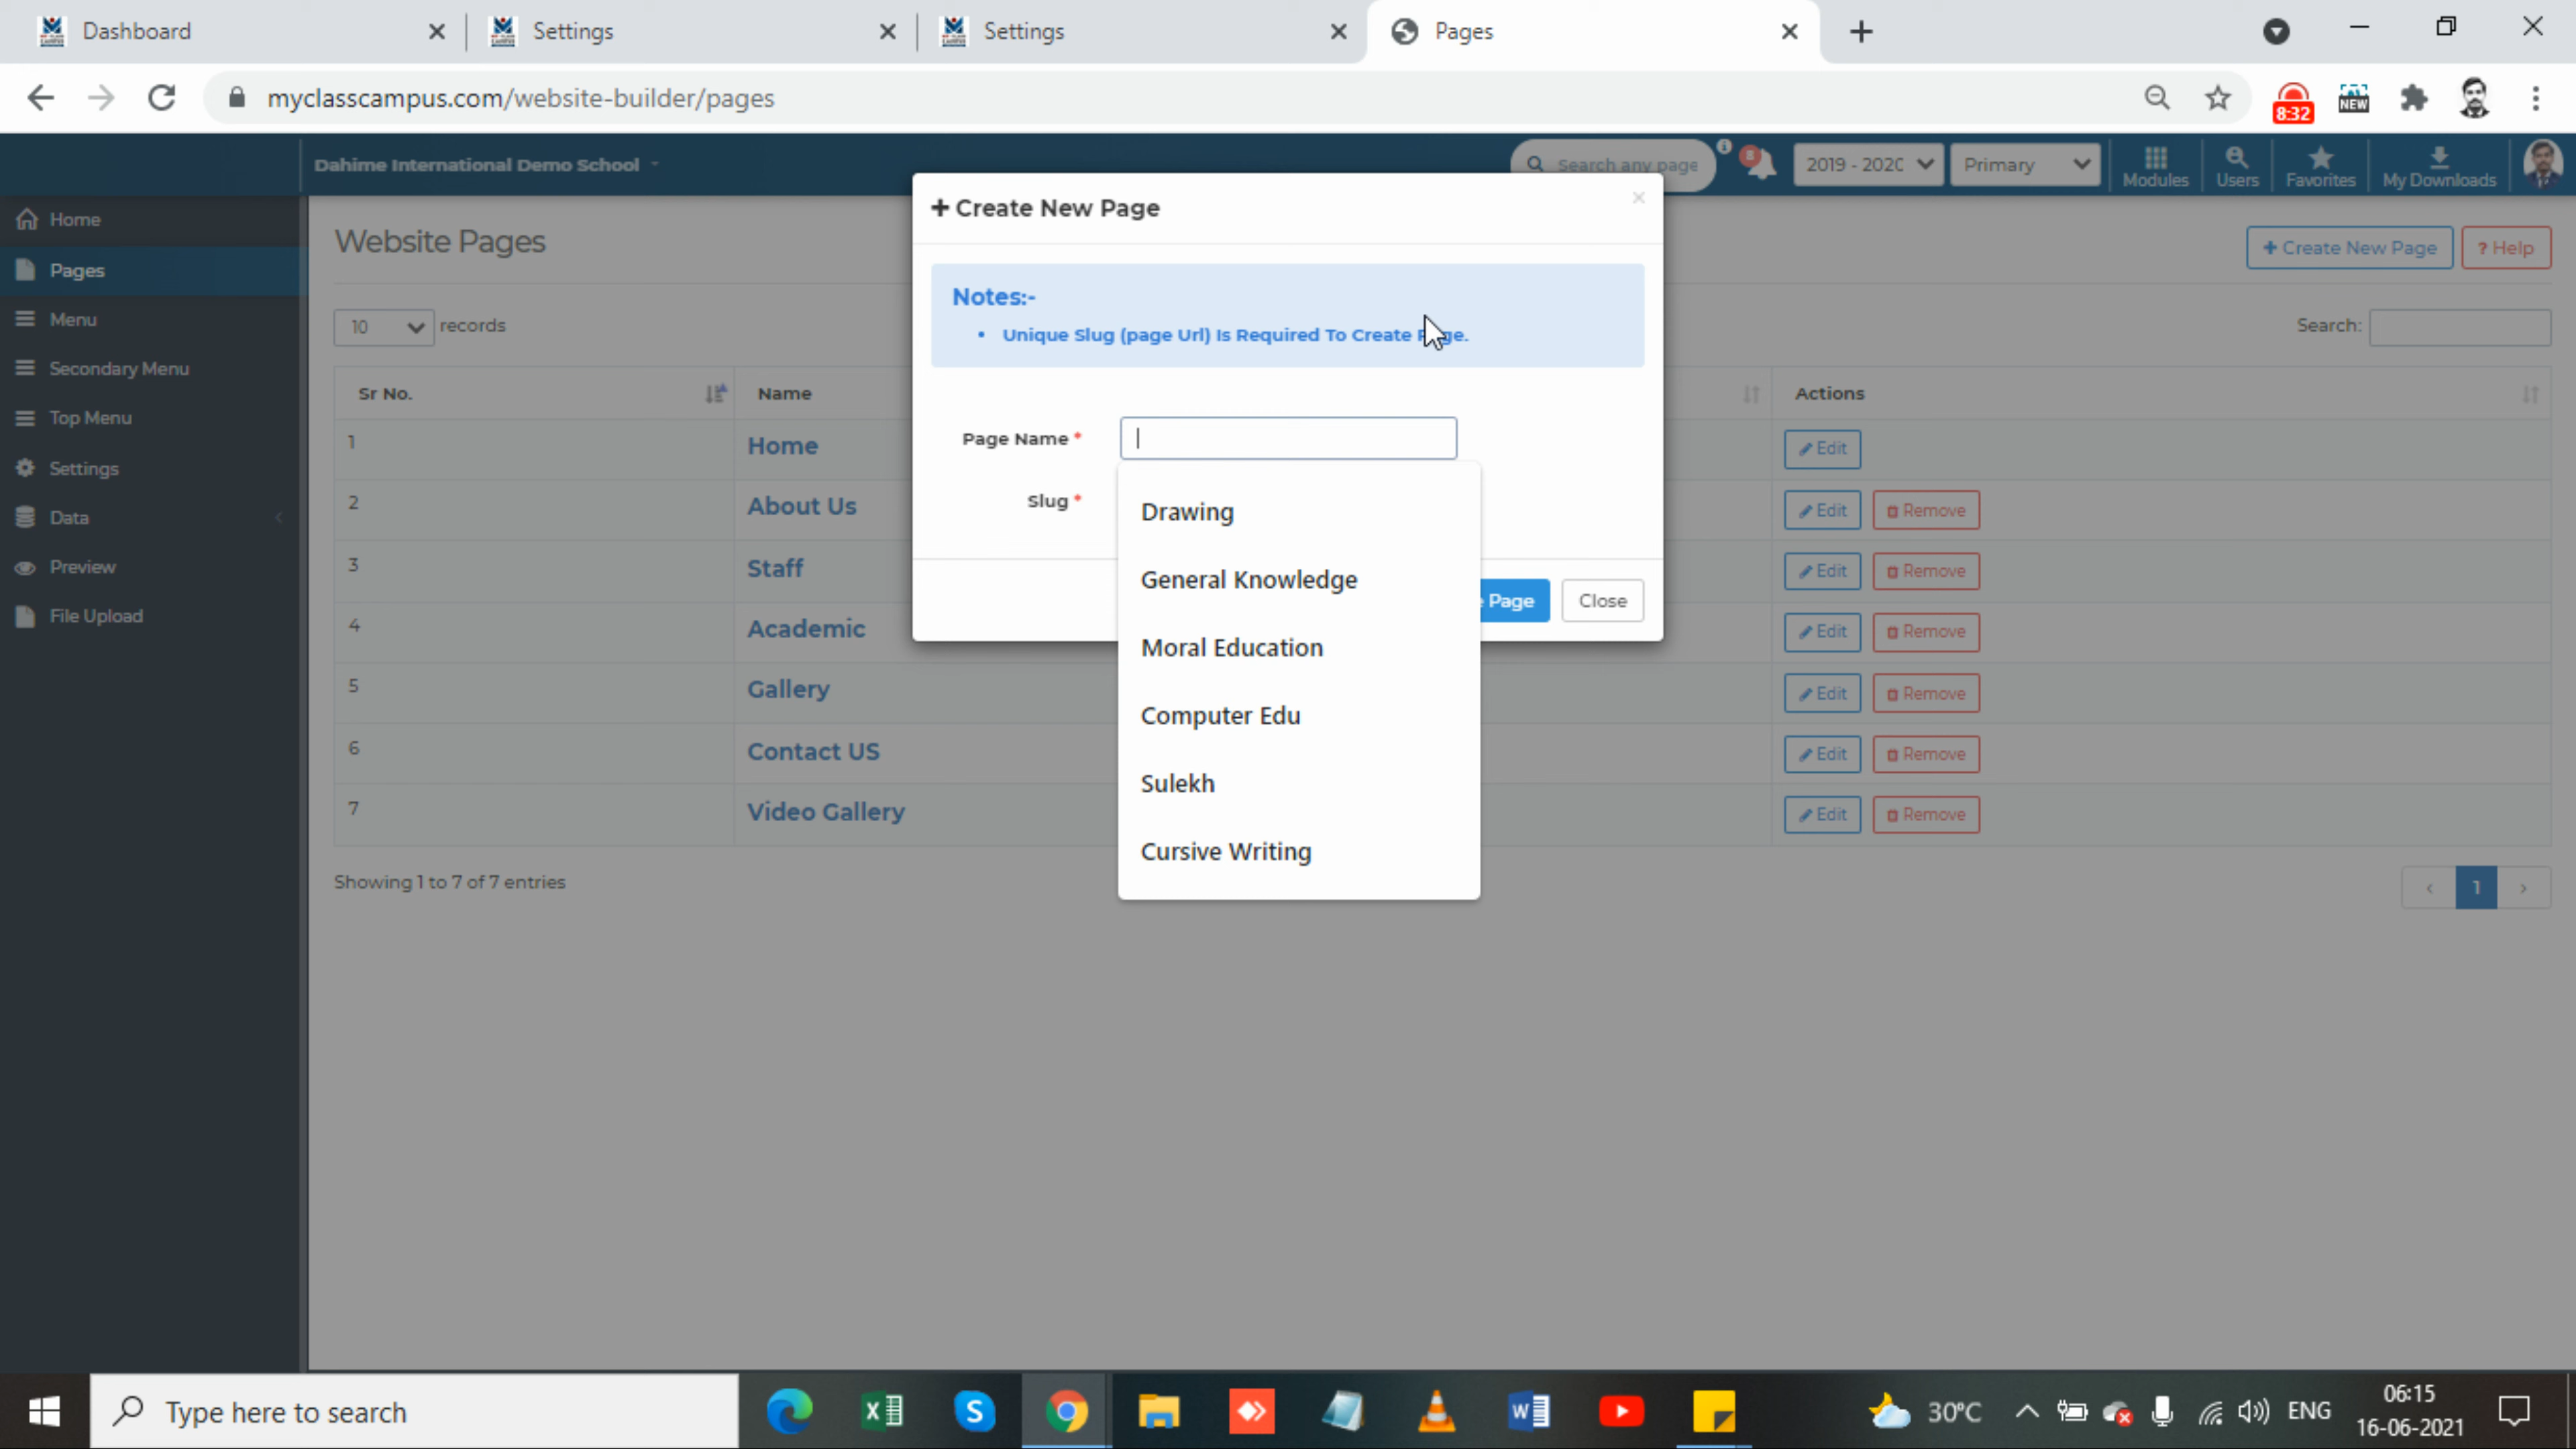 Dashboard
Settings
Settings
Pages
myclasscampus.com/website-builder/pages
8:32
NEW
Dahime International Demo School
Search any page
8
2019 - 2020
Primary
Modules
Users
Favorites
My Downloads
Home
Pages
Menu
Secondary Menu
Top Menu
Settings
Data
Preview
File Upload
Website Pages
Create New Page
? Help
10 records
Search:
Sr No. Name Actions
1 Home Edit
2 About Us Edit Remove
3 Staff Edit Remove
4 Academic Edit Remove
5 Gallery Edit Remove
6 Contact US Edit Remove
7 Video Gallery Edit Remove
Showing 1 to 7 of 7 entries
‹ 1 ›
+ Create New Page
×
Notes:-
• Unique Slug (page Url) Is Required To Create Page.
Page Name *
Slug *
Drawing
General Knowledge
Moral Education
Computer Edu
Sulekh
Cursive Writing
Page
Close
Type here to search
30°C
ENG
06:15
16-06-2021